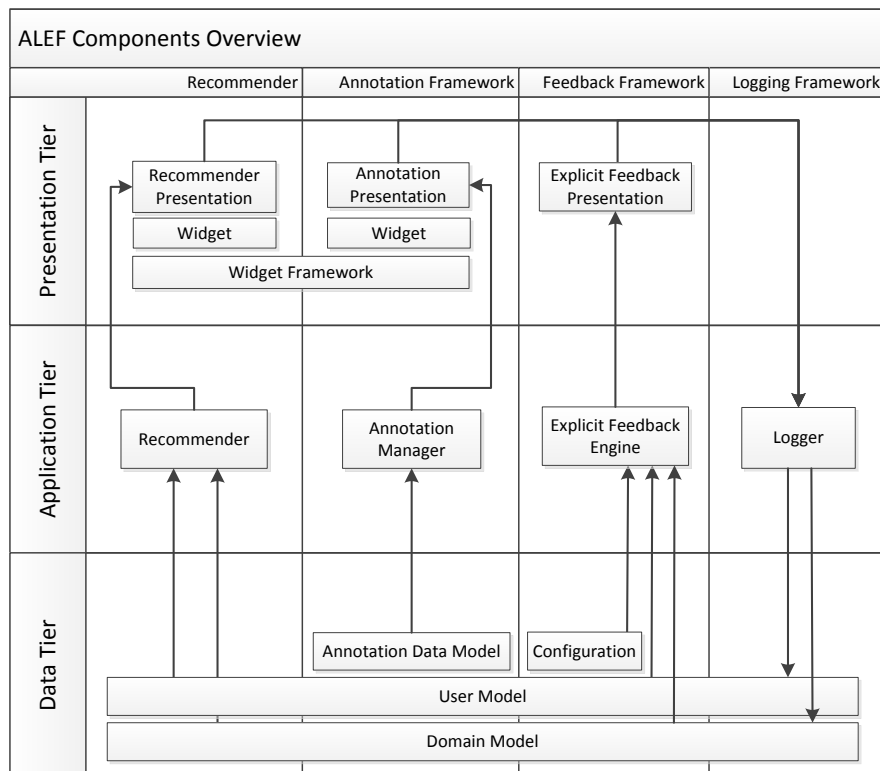 ALEF Components Overview
Recommender
Annotation Framework
Feedback Framework
Logging Framework
Presentation Tier
Recommender
Presentation
Annotation
Presentation
Explicit Feedback
Presentation
Widget
Widget
Widget Framework
Application Tier
Recommender
Annotation
Manager
Explicit Feedback
Engine
Logger
Data Tier
Annotation Data Model
Configuration
User Model
Domain Model